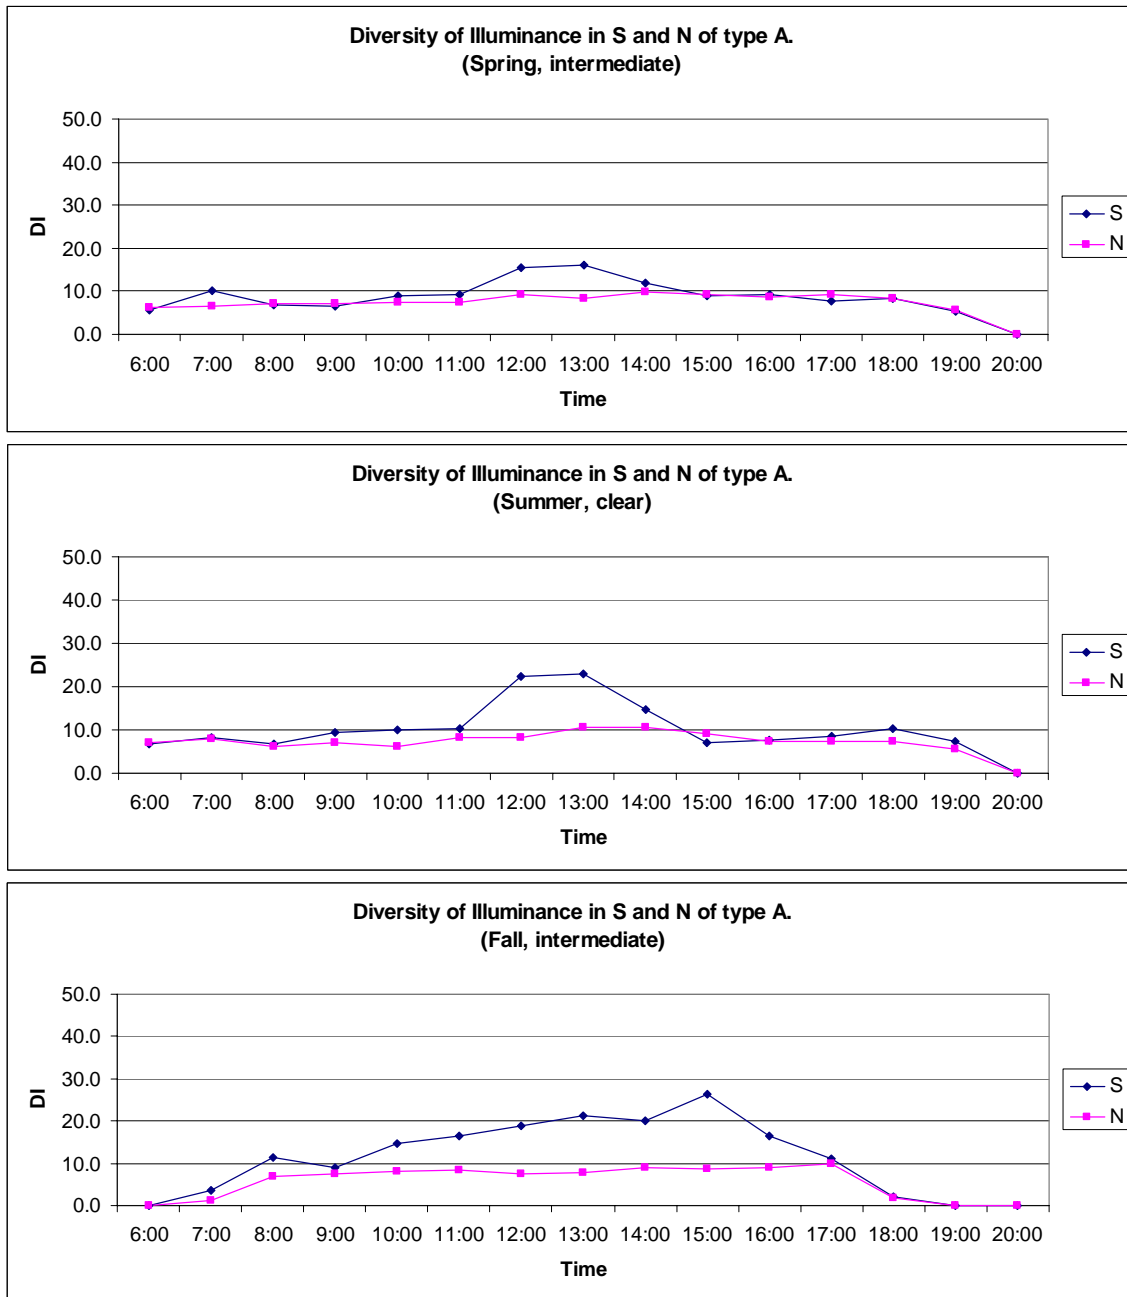 Diversity of Illuminance in S and N of type A.
(Spring, intermediate)
50.0
40.0
30.0
20.0
10.0
0.0
DI
6:00 7:00 8:00 9:00 10:00 11:00 12:00 13:00 14:00 15:00 16:00 17:00 18:00 19:00 20:00
Time
S
N
Diversity of Illuminance in S and N of type A.
(Summer, clear)
50.0
40.0
30.0
20.0
10.0
0.0
DI
6:00 7:00 8:00 9:00 10:00 11:00 12:00 13:00 14:00 15:00 16:00 17:00 18:00 19:00 20:00
Time
S
N
Diversity of Illuminance in S and N of type A.
(Fall, intermediate)
50.0
40.0
30.0
20.0
10.0
0.0
DI
6:00 7:00 8:00 9:00 10:00 11:00 12:00 13:00 14:00 15:00 16:00 17:00 18:00 19:00 20:00
Time
S
N